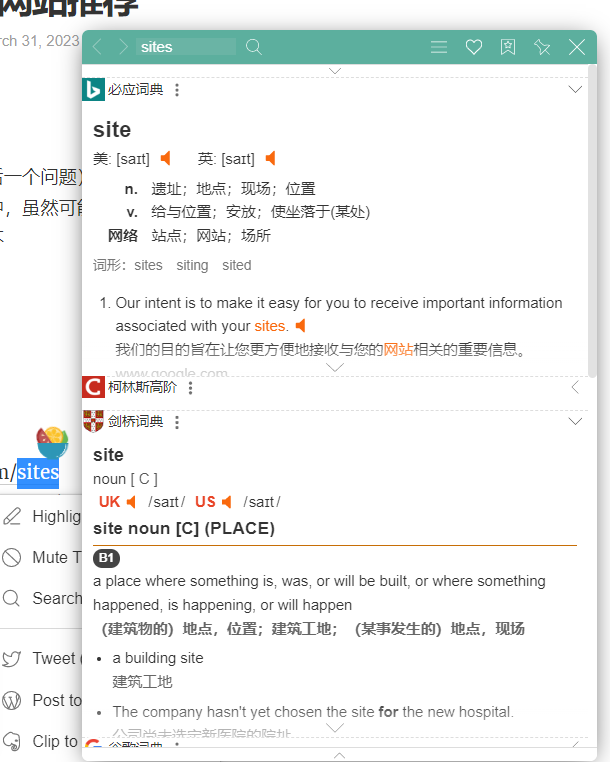 网站推荐
rch 31, 2023
sites
必应词典
site
美: [saɪt] 英: [saɪt]
n. 遗址；地点；现场；位置
v. 给与位置；安放；使坐落于(某处)
网络 站点；网站；场所
词形: sites siting sited
1. Our intent is to make it easy for you to receive important information
associated with your sites.
我们的目的旨在让您更方便地接收与您的网站相关的重要信息。
www.google.com
柯林斯高阶
剑桥词典
site
noun [ C ]
UK /saɪt/ US /saɪt/
site noun [C] (PLACE)
B1
a place where something is, was, or will be built, or where something
happened, is happening, or will happen
（建筑物的）地点，位置；建筑工地；（某事发生的）地点，现场
• a building site
建筑工地
• The company hasn't yet chosen the site for the new hospital.
公司尚未选定新医院的院址
谷歌词典
一个问题）
，虽然可
m/sites
Highlig
Mute T
Search
Tweet (
Post to
Clip to